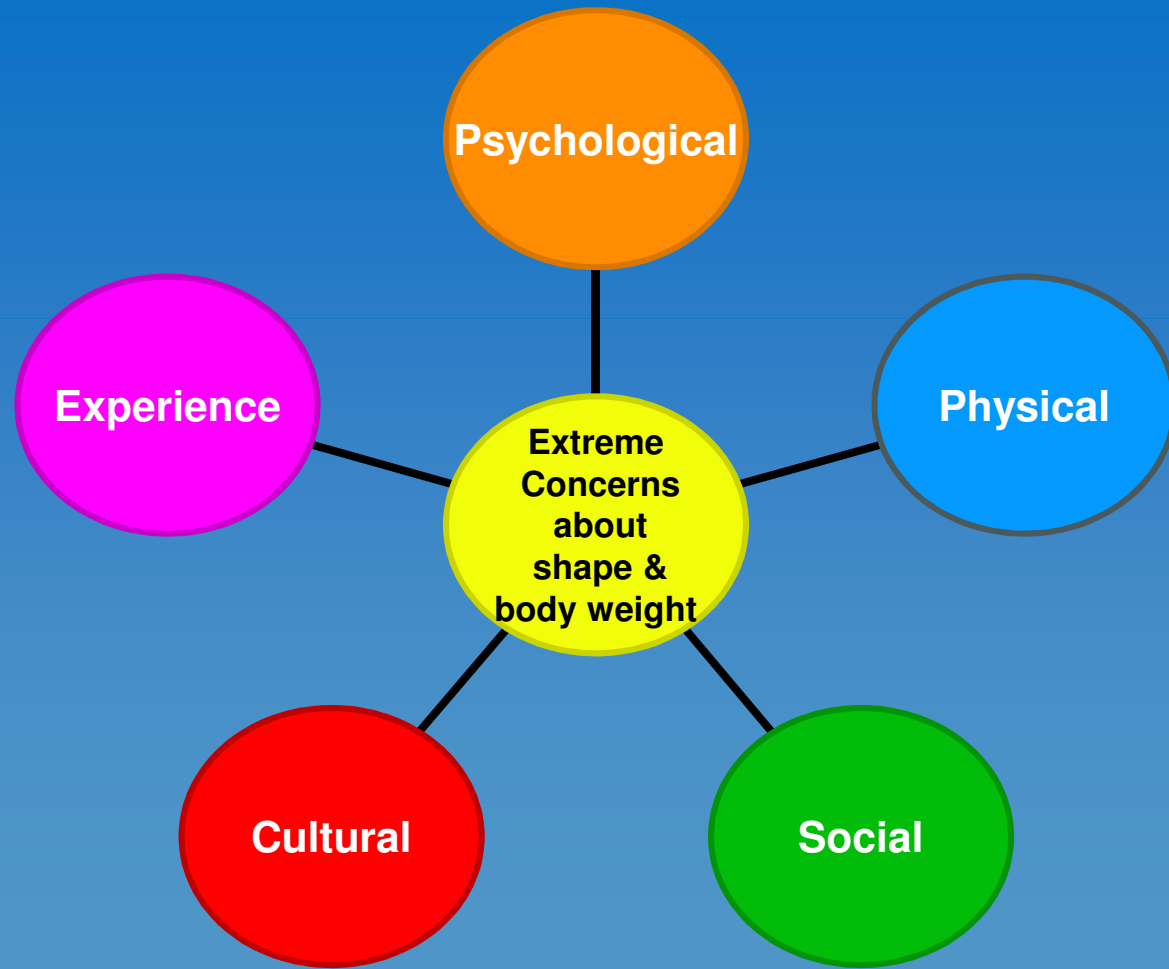 Psychological
Experience
Physical
Extreme
Concerns
about
shape &
body weight
Cultural
Social